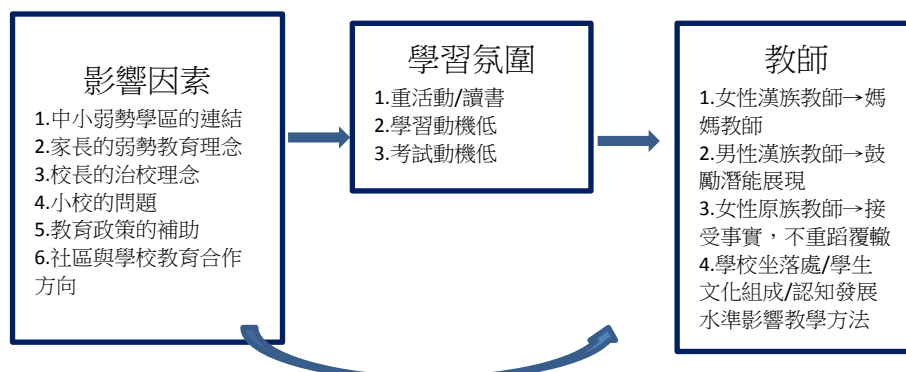 影響因素
1.中小弱勢學區的連結
2.家長的弱勢教育理念
3.校長的治校理念
4.小校的問題
5.教育政策的補助
6.社區與學校教育合作
方向
學習氛圍
1.重活動/讀書
2.學習動機低
3.考試動機低
教師
1.女性漢族教師→媽
媽教師
2.男性漢族教師→鼓
勵潛能展現
3.女性原族教師→接
受事實，不重蹈覆轍
4.學校坐落處/學生
文化組成/認知發展
水準影響教學方法